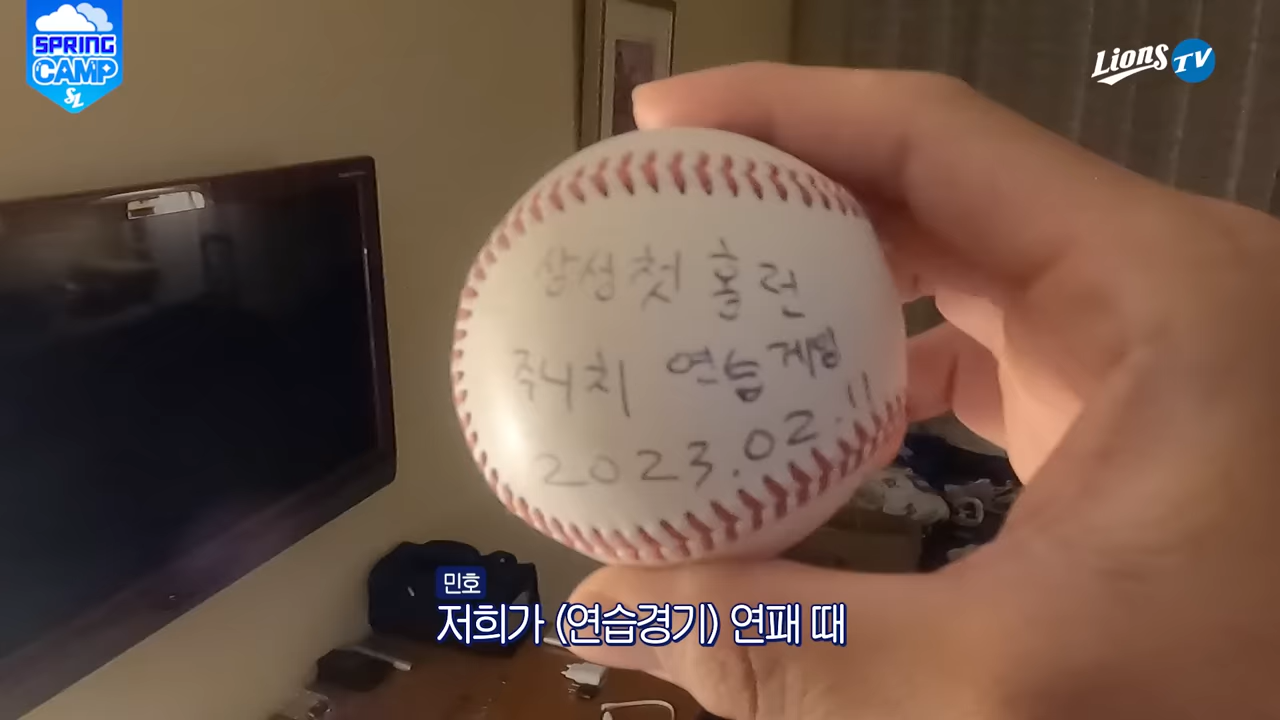 SPRING
CAMP
SL
Lions TV
삼성 첫 홈런
주니치 연습게임
2023.02.11
민호
저희가 (연습경기) 연패 때